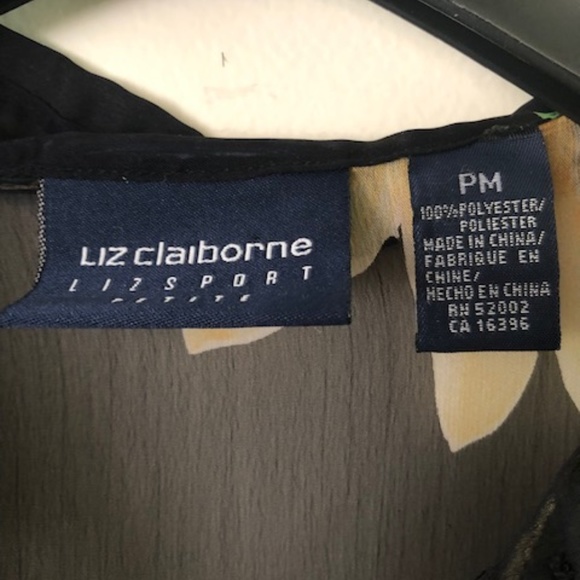 LIZ claiborne
LIZSPORT
PM
100% POLYESTER/
POLIESTER
MADE IN CHINA/
FABRIQUE EN
CHINE/
HECHO EN CHINA
RN 52002
CA 16396